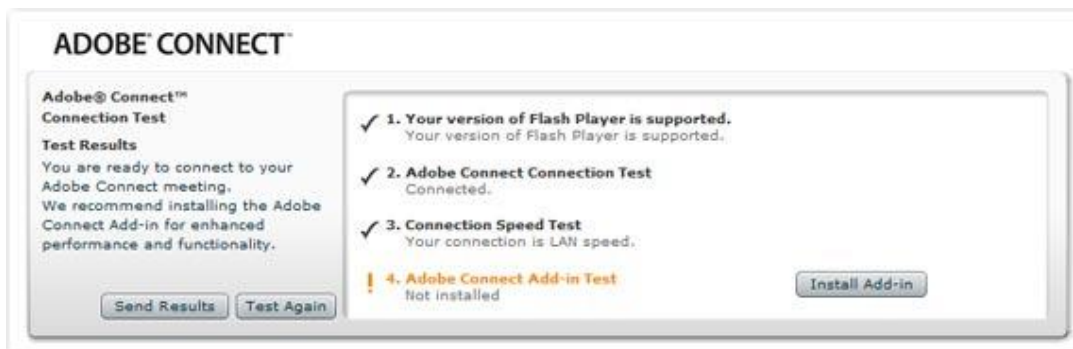 ADOBE® CONNECT™
Adobe® Connect™
Connection Test
Test Results
You are ready to connect to your
Adobe Connect meeting.
We recommend installing the Adobe
Connect Add-in for enhanced
performance and functionality.
Send Results
Test Again
1. Your version of Flash Player is supported.
Your version of Flash Player is supported.
2. Adobe Connect Connection Test
Connected.
3. Connection Speed Test
Your connection is LAN speed.
! 4. Adobe Connect Add-in Test
Not installed
Install Add-in